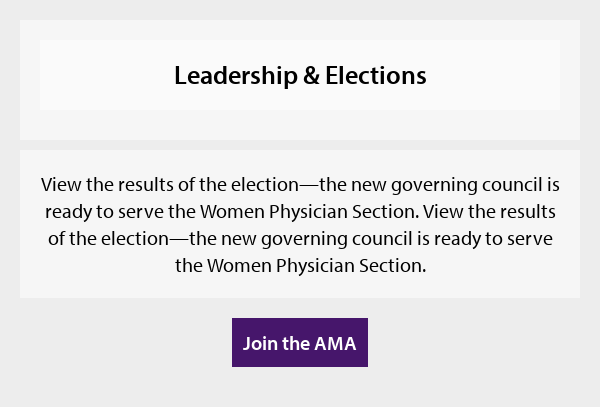 Leadership & Elections
View the results of the election—the new governing council is
ready to serve the Women Physician Section. View the results
of the election—the new governing council is ready to serve
the Women Physician Section.
Join the AMA